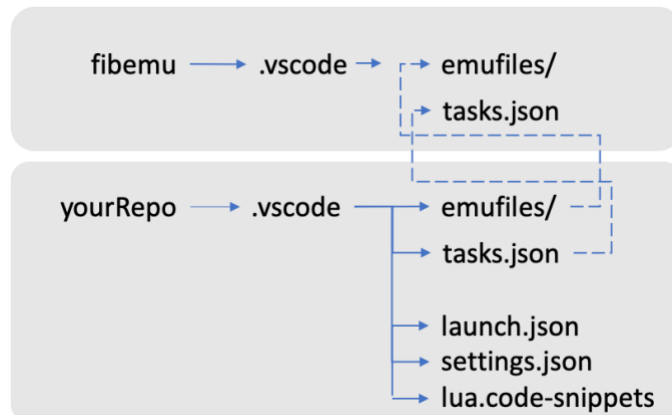 fibemu .vscode emufiles/
tasks.json
yourRepo .vscode emufiles/
tasks.json
launch.json
settings.json
lua.code-snippets